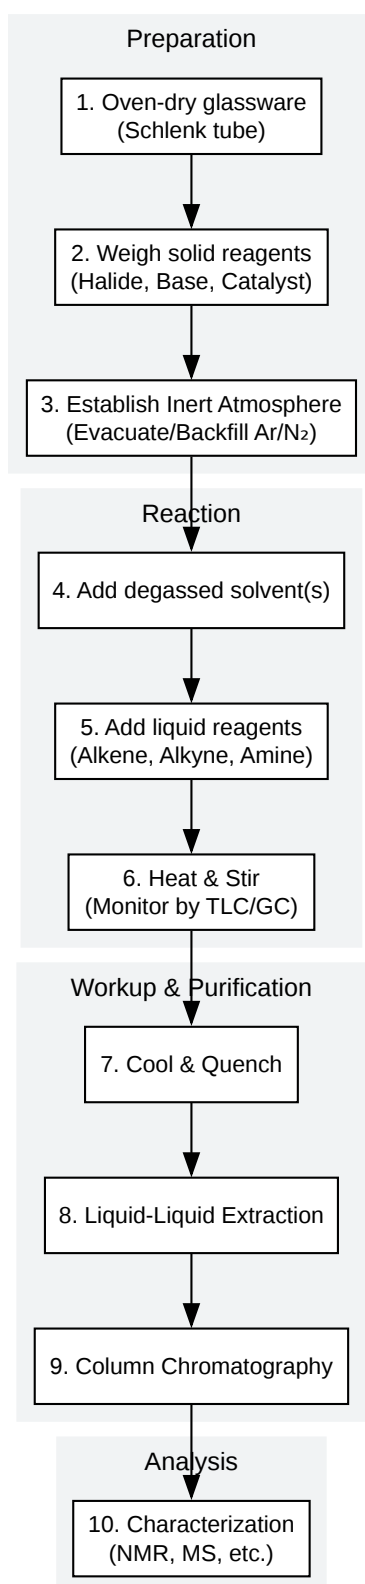 Preparation
1. Oven-dry glassware
(Schlenk tube)
2. Weigh solid reagents
(Halide, Base, Catalyst)
3. Establish Inert Atmosphere
(Evacuate/Backfill Ar/N₂)
Reaction
4. Add degassed solvent(s)
5. Add liquid reagents
(Alkene, Alkyne, Amine)
6. Heat & Stir
(Monitor by TLC/GC)
Workup & Purification
7. Cool & Quench
8. Liquid-Liquid Extraction
9. Column Chromatography
Analysis
10. Characterization
(NMR, MS, etc.)